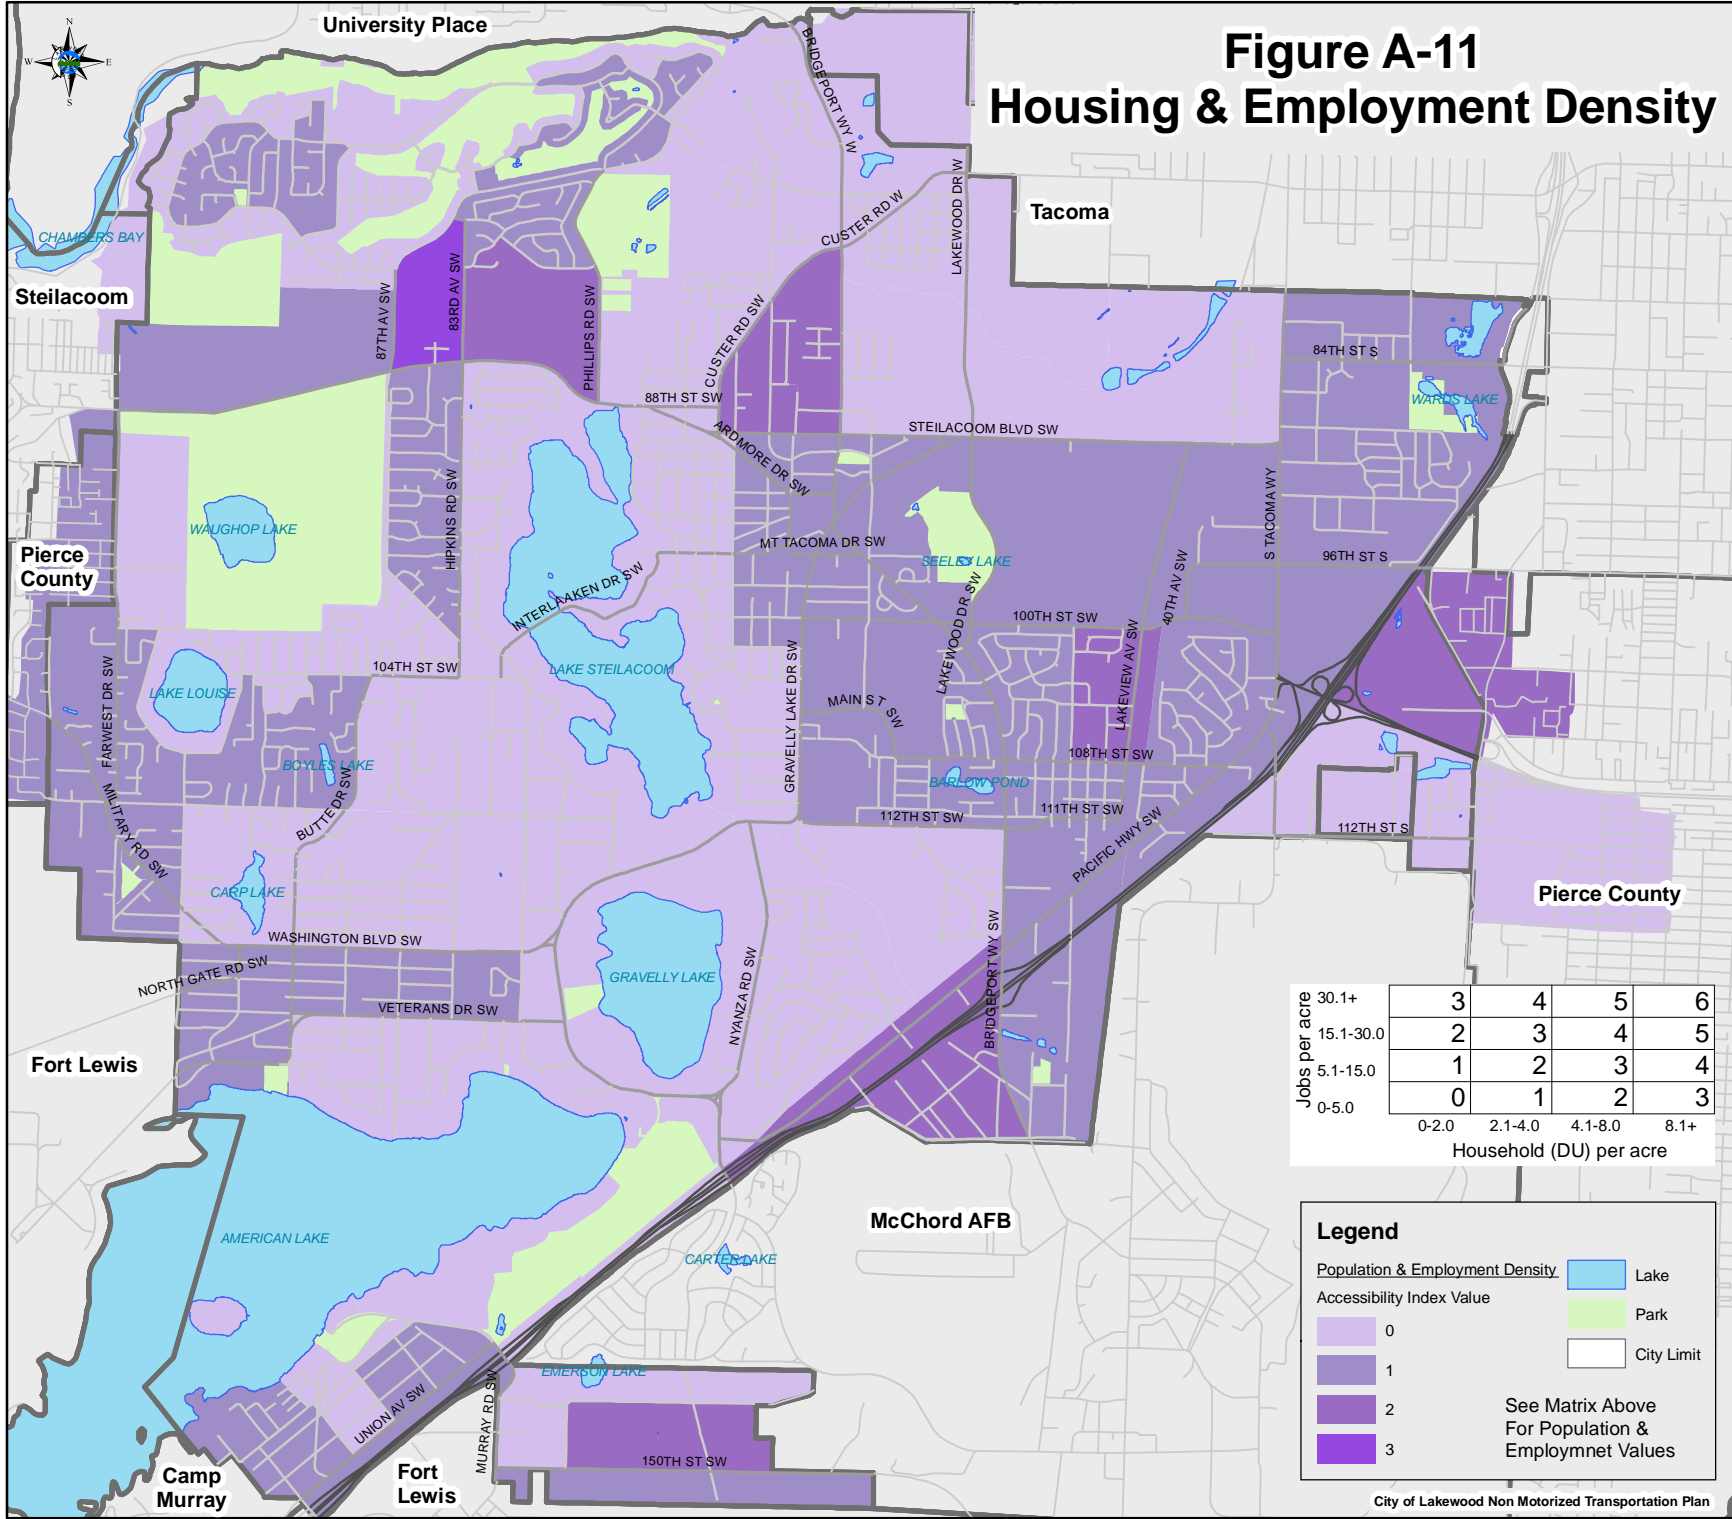 Figure A-11
Housing & Employment Density
N
W
E
S
University Place
Tacoma
Steilacoom
Pierce
County
Pierce County
Fort Lewis
McChord AFB
Camp
Murray
Fort
Lewis
CHAMBERS BAY
BRIDGEPORT WY W
CUSTER RD W
LAKEWOOD DR W
87TH AV SW
83RD AV SW
PHILLIPS RD SW
CUSTER RD SW
88TH ST SW
84TH ST S
WARDS LAKE
STEILACOOM BLVD SW
ARDMORE DR SW
WAUGHOP LAKE
HIPKINS RD SW
MT TACOMA DR SW
SEELEY LAKE
S TACOMA WY
96TH ST S
INTERLAAKEN DR SW
40TH AV SW
100TH ST SW
104TH ST SW
LAKE STEILACOOM
LAKEWOOD DR SW
LAKEVIEW AV SW
LAKE LOUISE
FARWEST DR SW
MAIN S T SW
GRAVELLY LAKE DR SW
108TH ST SW
BOYLES LAKE
BARLOW POND
BUTTE DR SW
MILITARY RD SW
111TH ST SW
112TH ST SW
PACIFIC HWY SW
112TH ST S
CARP LAKE
WASHINGTON BLVD SW
NORTH GATE RD SW
VETERANS DR SW
GRAVELLY LAKE
NYANZA RD SW
BRIDGEPORT WY SW
AMERICAN LAKE
CARTER LAKE
EMERSON LAKE
UNION AV SW
MURRAY RD SW
150TH ST SW
Jobs per acre
30.1+ 3 4 5 6
15.1-30.0 2 3 4 5
5.1-15.0 1 2 3 4
0-5.0 0 1 2 3
0-2.0 2.1-4.0 4.1-8.0 8.1+
Household (DU) per acre
Legend
Population & Employment Density
Accessibility Index Value
0
1
2
3
Lake
Park
City Limit
See Matrix Above
For Population &
Employmnet Values
City of Lakewood Non Motorized Transportation Plan